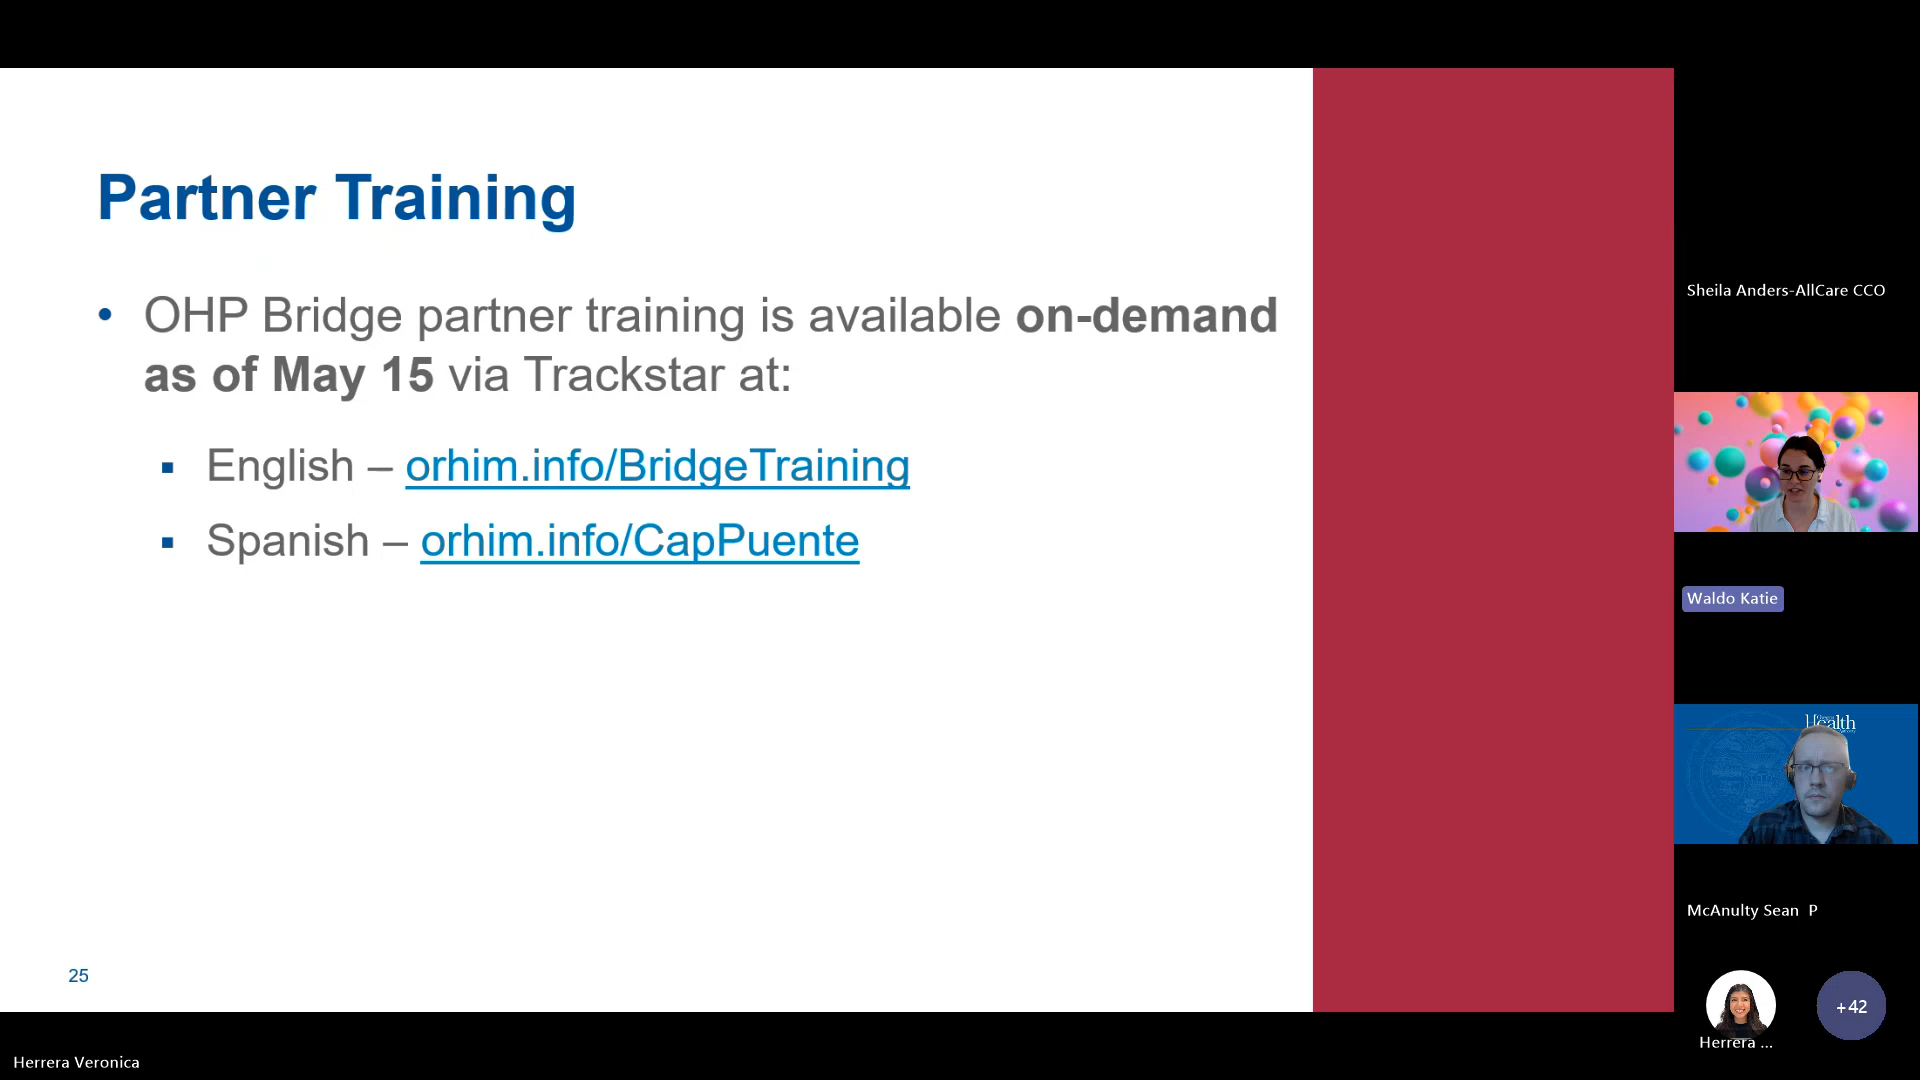 Partner Training
• OHP Bridge partner training is available on-demand
as of May 15 via Trackstar at:
▪ English – orhim.info/BridgeTraining
▪ Spanish – orhim.info/CapPuente
25
Sheila Anders-AllCare CCO
Waldo Katie
Health
McAnulty Sean P
Herrera ...
+42
Herrera Veronica